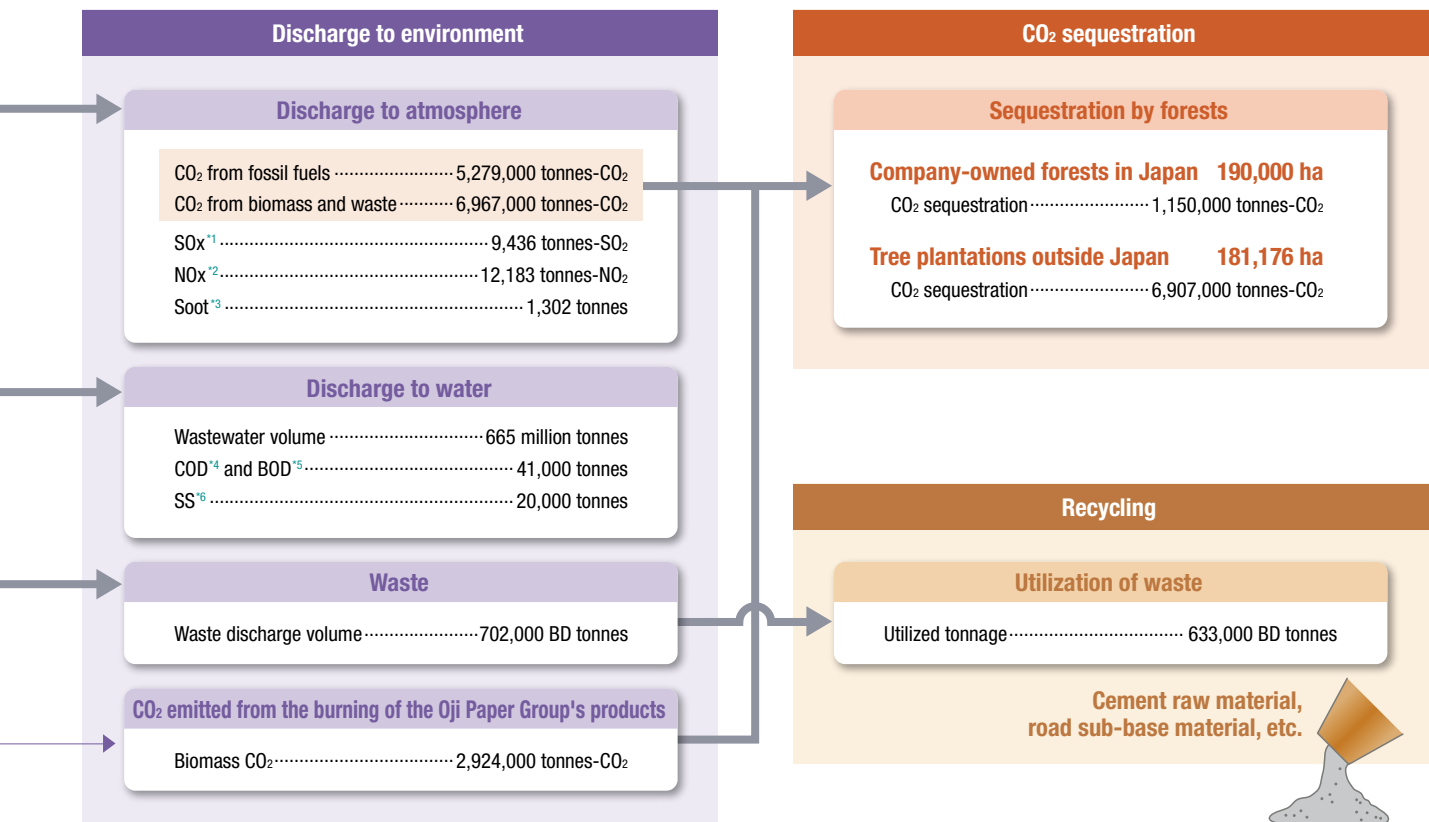 Discharge to environment
Discharge to atmosphere
CO₂ from fossil fuels ························ 5,279,000 tonnes-CO₂
CO₂ from biomass and waste ··········· 6,967,000 tonnes-CO₂
SOx*1 ······················································ 9,436 tonnes-SO₂
NOx*2 ···················································· 12,183 tonnes-NO₂
Soot*3 ···························································· 1,302 tonnes
Discharge to water
Wastewater volume ······························· 665 million tonnes
COD*4 and BOD*5 ·········································· 41,000 tonnes
SS*6 ····························································· 20,000 tonnes
Waste
Waste discharge volume ······················· 702,000 BD tonnes
CO₂ emitted from the burning of the Oji Paper Group's products
Biomass CO₂ ···································· 2,924,000 tonnes-CO₂
CO₂ sequestration
Sequestration by forests
Company-owned forests in Japan 190,000 ha
CO₂ sequestration ························ 1,150,000 tonnes-CO₂
Tree plantations outside Japan 181,176 ha
CO₂ sequestration ························ 6,907,000 tonnes-CO₂
Recycling
Utilization of waste
Utilized tonnage ··································· 633,000 BD tonnes
Cement raw material,
road sub-base material, etc.